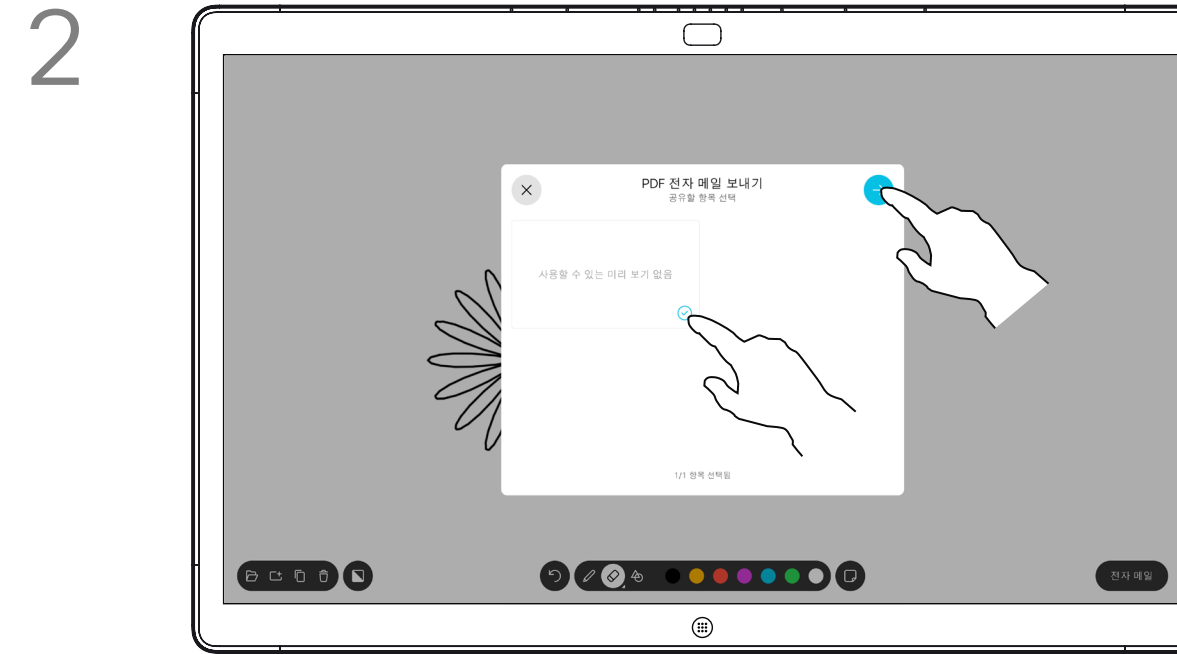 2
PDF 전자 메일 보내기
공유할 항목 선택
사용할 수 있는 미리 보기 없음
1/1 항목 선택됨
전자 메일